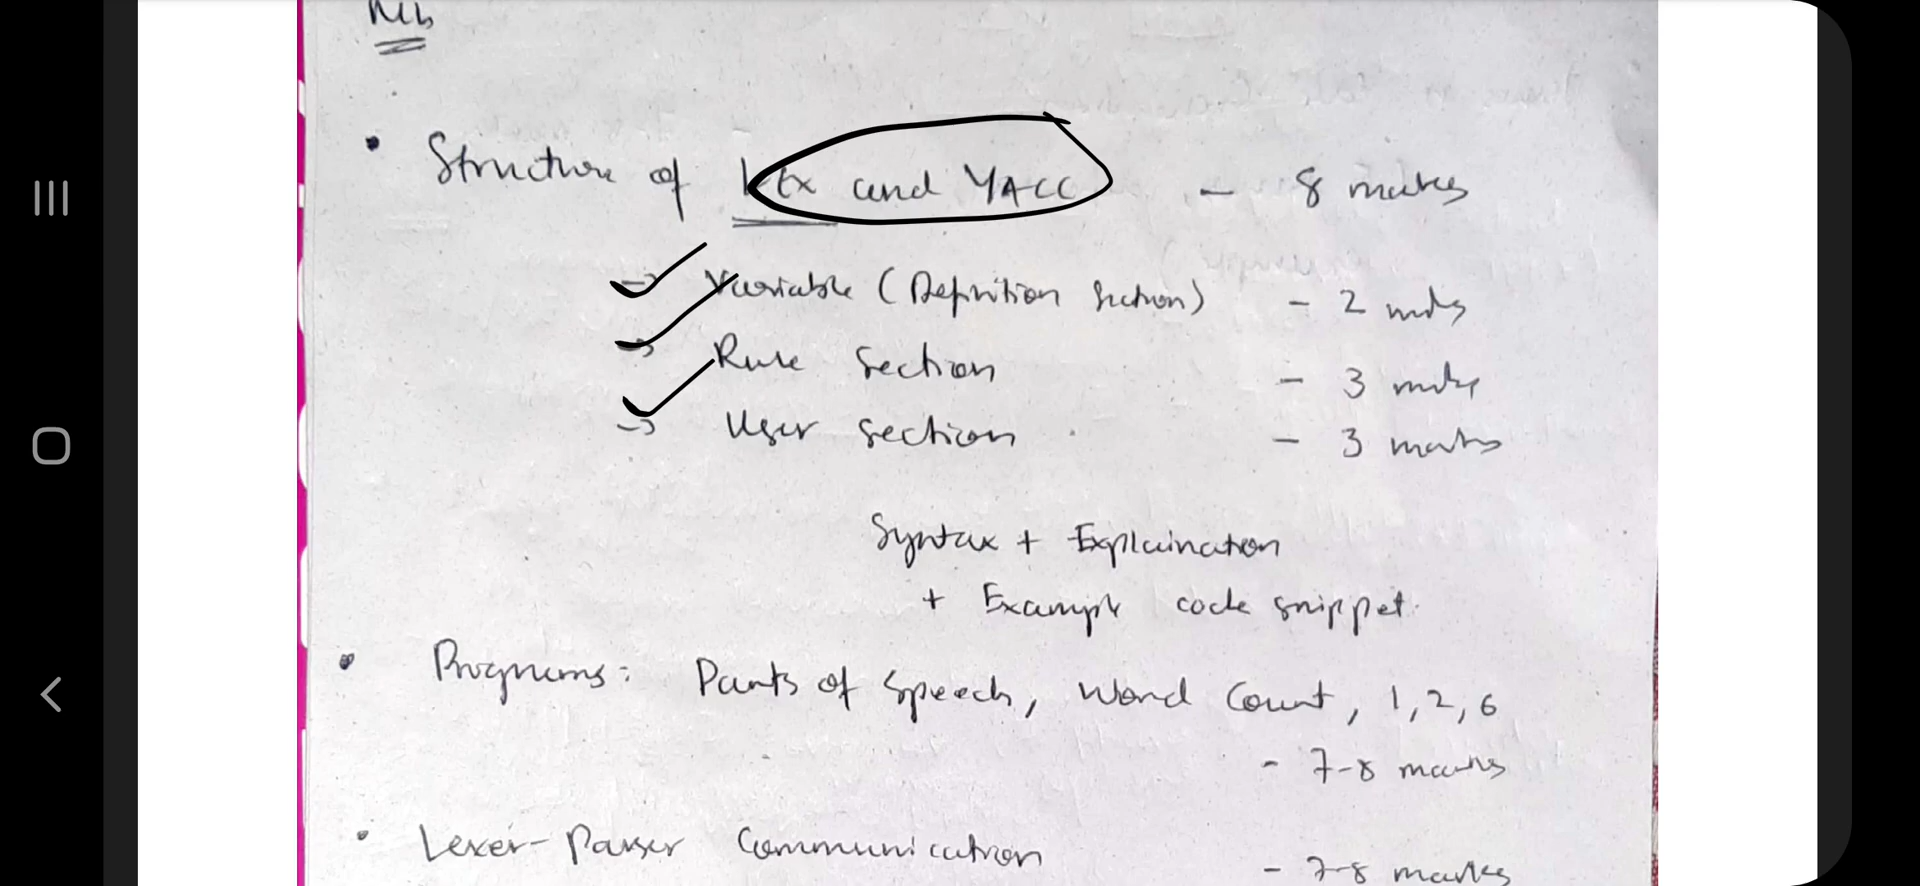 • Structure of Lex and YACC - 8 marks
→ Variable (Definition Section) - 2 mrks
→ Rule Section - 3 mrks
→ User section - 3 marks
Syntax + Explaination
+ Example code snippet.
• Programs: Parts of Speech, Word Count, 1, 2, 6
- 7-8 marks
• Lexer-Parser Communication - 7-8 marks